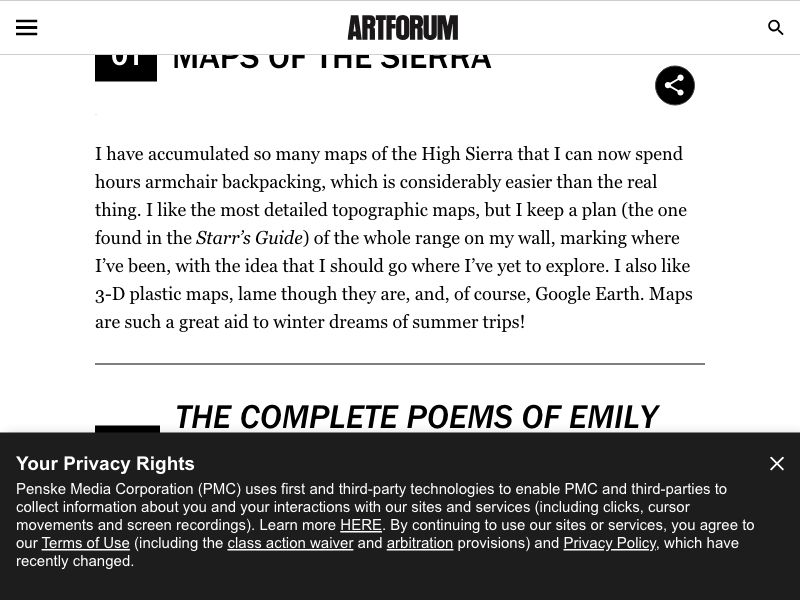 ARTFORUM
01 MAPS OF THE SIERRA
I have accumulated so many maps of the High Sierra that I can now spend
hours armchair backpacking, which is considerably easier than the real
thing. I like the most detailed topographic maps, but I keep a plan (the one
found in the Starr’s Guide) of the whole range on my wall, marking where
I’ve been, with the idea that I should go where I’ve yet to explore. I also like
3-D plastic maps, lame though they are, and, of course, Google Earth. Maps
are such a great aid to winter dreams of summer trips!
THE COMPLETE POEMS OF EMILY
Your Privacy Rights
Penske Media Corporation (PMC) uses first and third-party technologies to enable PMC and third-parties to
collect information about you and your interactions with our sites and services (including clicks, cursor
movements and screen recordings). Learn more HERE. By continuing to use our sites or services, you agree to
our Terms of Use (including the class action waiver and arbitration provisions) and Privacy Policy, which have
recently changed.